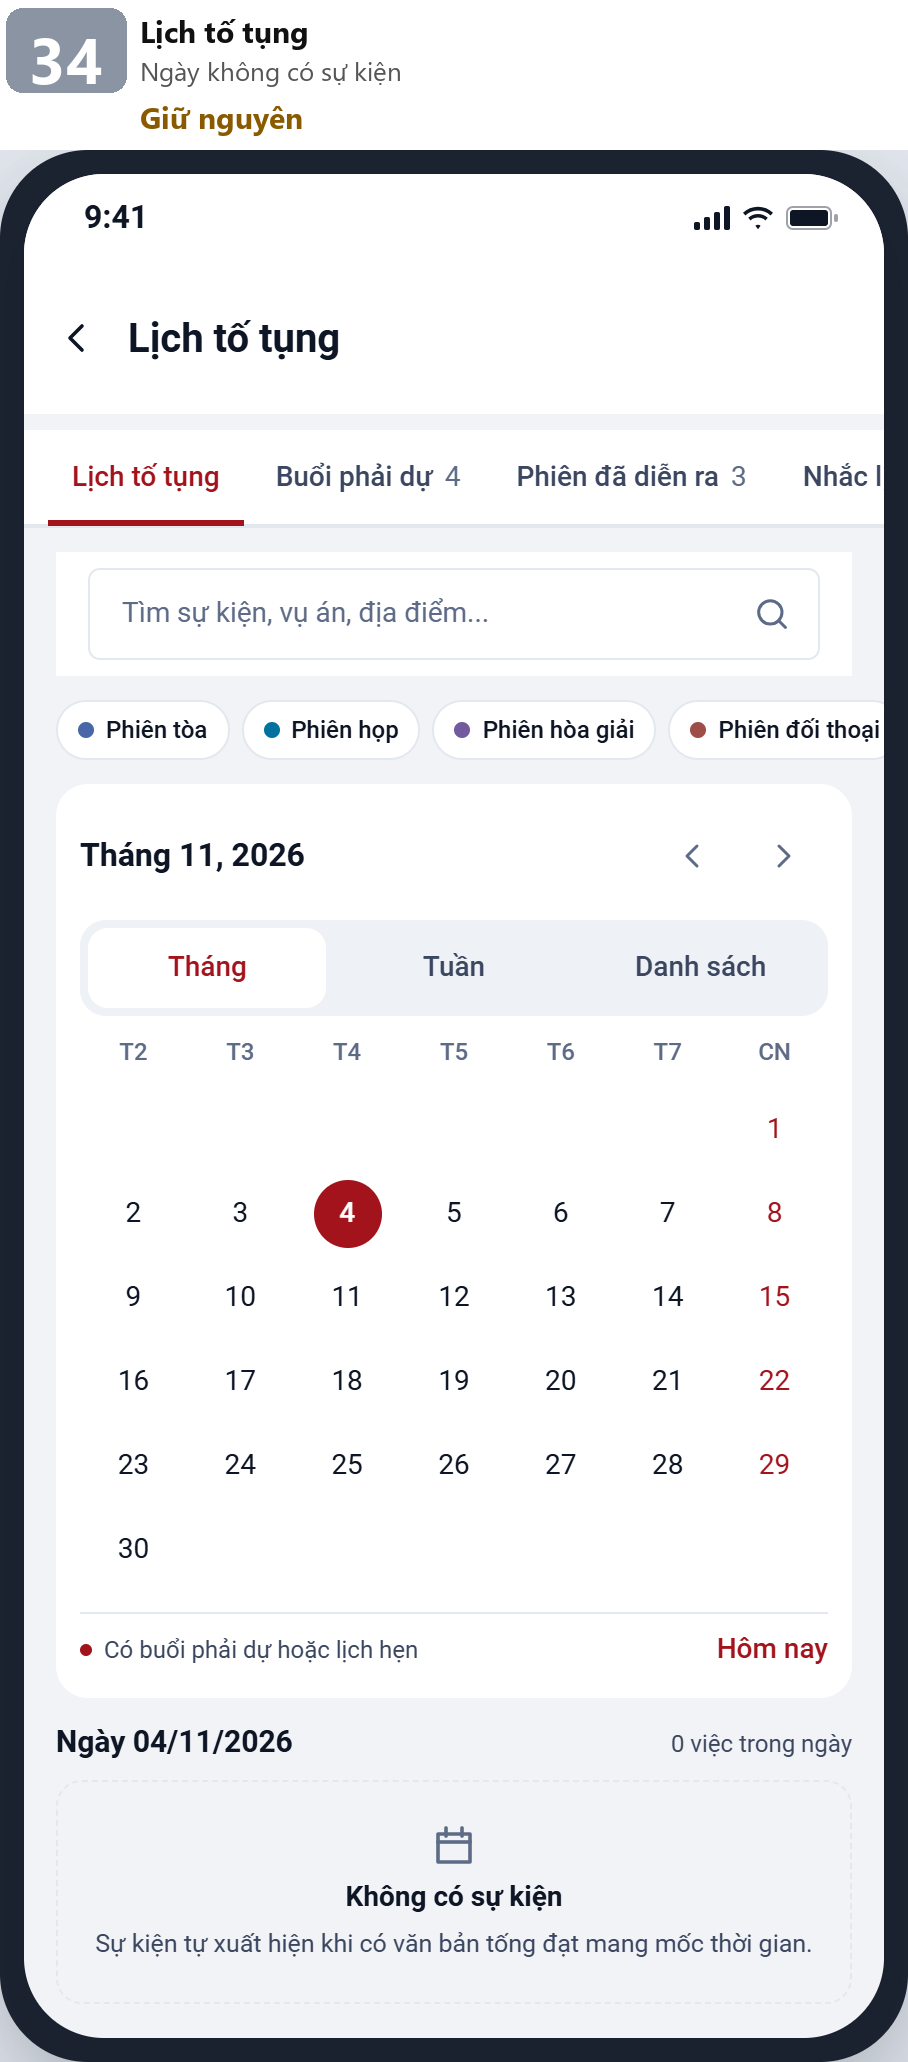 34
Lịch tố tụng
Ngày không có sự kiện
Giữ nguyên
9:41
Lịch tố tụng
Lịch tố tụng Buổi phải dự 4 Phiên đã diễn ra 3 Nhắc l
Tìm sự kiện, vụ án, địa điểm...
Phiên tòa Phiên họp Phiên hòa giải Phiên đối thoại
Tháng 11, 2026
Tháng Tuần Danh sách
T2 T3 T4 T5 T6 T7 CN
1
2 3 4 5 6 7 8
9 10 11 12 13 14 15
16 17 18 19 20 21 22
23 24 25 26 27 28 29
30
Có buổi phải dự hoặc lịch hẹn Hôm nay
Ngày 04/11/2026 0 việc trong ngày
Không có sự kiện
Sự kiện tự xuất hiện khi có văn bản tống đạt mang mốc thời gian.